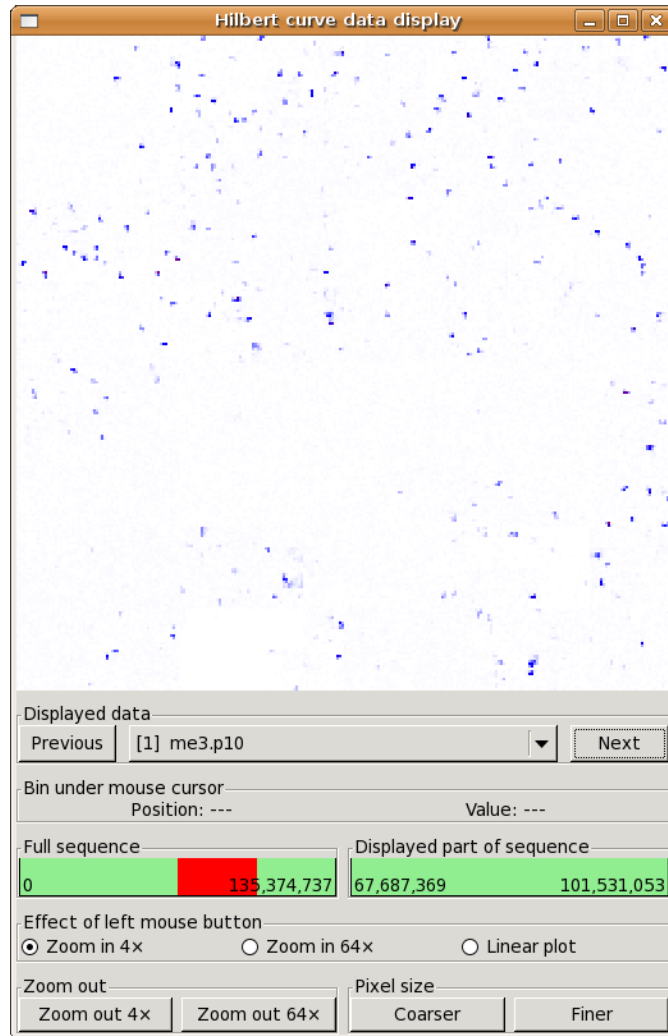 Hilbert curve data display
Displayed data
Previous [1] me3.p10 Next
Bin under mouse cursor
Position: --- Value: ---
Full sequence Displayed part of sequence
0 135,374,737 67,687,369 101,531,053
Effect of left mouse button
Zoom in 4× Zoom in 64× Linear plot
Zoom out Pixel size
Zoom out 4× Zoom out 64× Coarser Finer